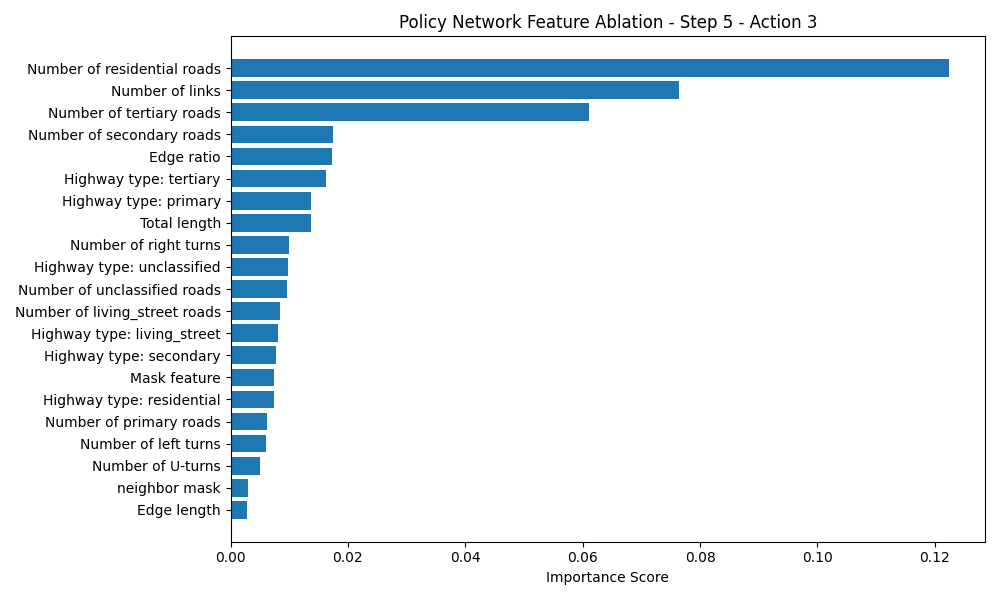 Policy Network Feature Ablation - Step 5 - Action 3
Number of residential roads
Number of links
Number of tertiary roads
Number of secondary roads
Edge ratio
Highway type: tertiary
Highway type: primary
Total length
Number of right turns
Highway type: unclassified
Number of unclassified roads
Number of living_street roads
Highway type: living_street
Highway type: secondary
Mask feature
Highway type: residential
Number of primary roads
Number of left turns
Number of U-turns
neighbor mask
Edge length
0.00 0.02 0.04 0.06 0.08 0.10 0.12
Importance Score